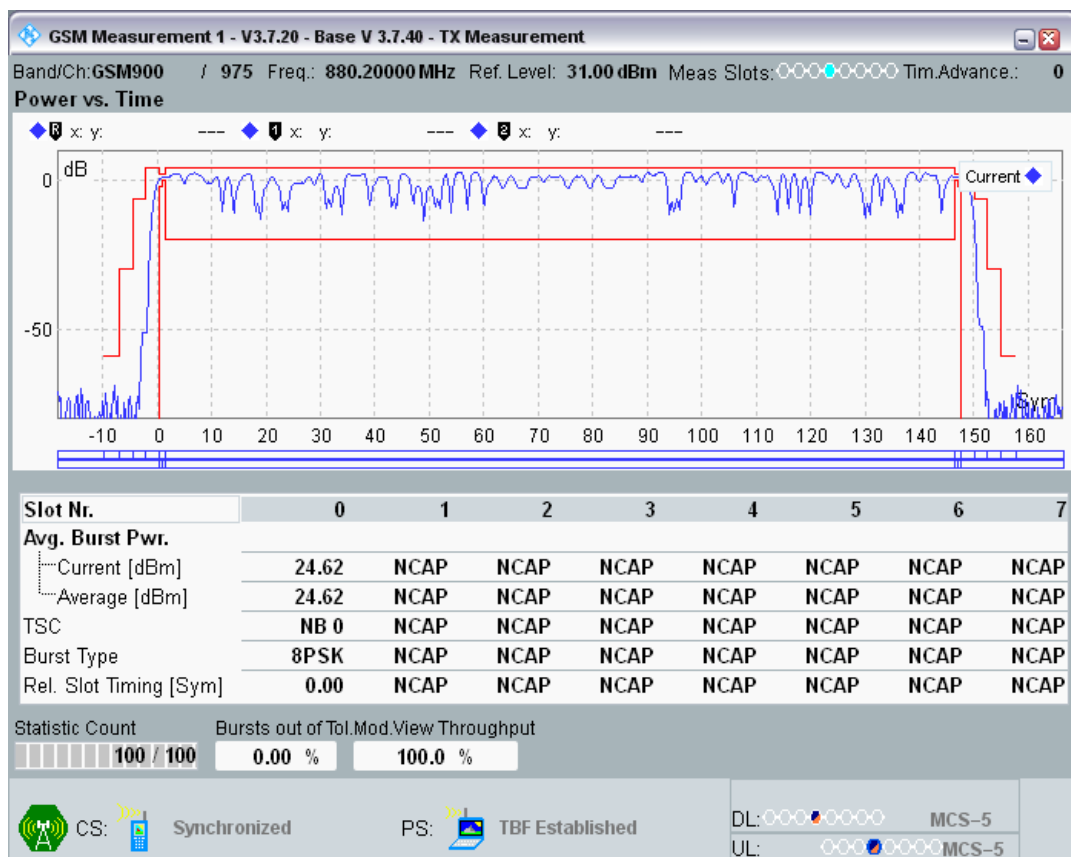 GSM Measurement 1 - V3.7.20 - Base V 3.7.40 - TX Measurement
Band/Ch:GSM900 / 975 Freq.: 880.20000 MHz Ref. Level: 31.00 dBm Meas Slots: Tim.Advance.: 0
Power vs. Time
R x: y: --- 1 x: y: --- 2 x: y: ---
dB
Current
0
-50
Sym
-10 0 10 20 30 40 50 60 70 80 90 100 110 120 130 140 150 160
Slot Nr. 0 1 2 3 4 5 6 7
Avg. Burst Pwr.
Current [dBm] 24.62 NCAP NCAP NCAP NCAP NCAP NCAP NCAP
Average [dBm] 24.62 NCAP NCAP NCAP NCAP NCAP NCAP NCAP
TSC NB 0 NCAP NCAP NCAP NCAP NCAP NCAP NCAP
Burst Type 8PSK NCAP NCAP NCAP NCAP NCAP NCAP NCAP
Rel. Slot Timing [Sym] 0.00 NCAP NCAP NCAP NCAP NCAP NCAP NCAP
Statistic Count Bursts out of Tol. Mod.View Throughput
100 / 100 0.00 % 100.0 %
CS: Synchronized PS: TBF Established
DL: MCS-5
UL: MCS-5